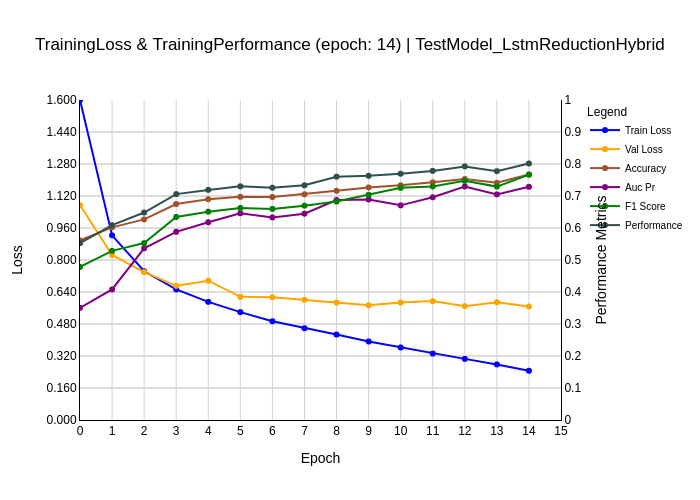 TrainingLoss & TrainingPerformance (epoch: 14) | TestModel_LstmReductionHybrid
1.600
1.440
1.280
1.120
0.960
0.800
0.640
0.480
0.320
0.160
0.000
Loss
0 1 2 3 4 5 6 7 8 9 10 11 12 13 14 15
Epoch
1
0.9
0.8
0.7
0.6
0.5
0.4
0.3
0.2
0.1
0
Performance Metrics
Legend
Train Loss
Val Loss
Accuracy
Auc Pr
F1 Score
Performance